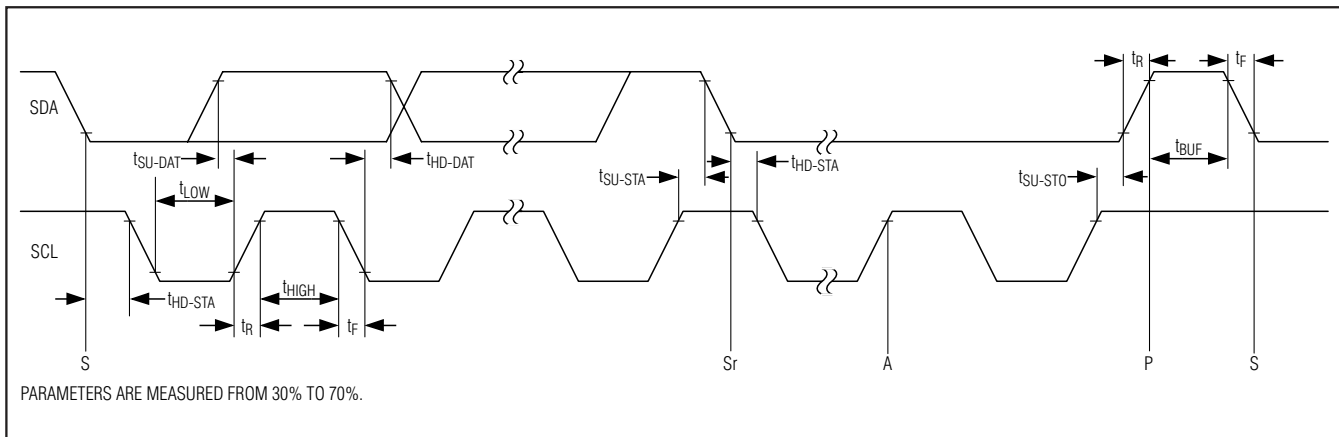 tR
tF
SDA
tSU-DAT
tHD-DAT
tHD-STA
tBUF
tSU-STA
tSU-STO
tLOW
SCL
tHIGH
tHD-STA
tR
tF
S
Sr
A
P
S
PARAMETERS ARE MEASURED FROM 30% TO 70%.